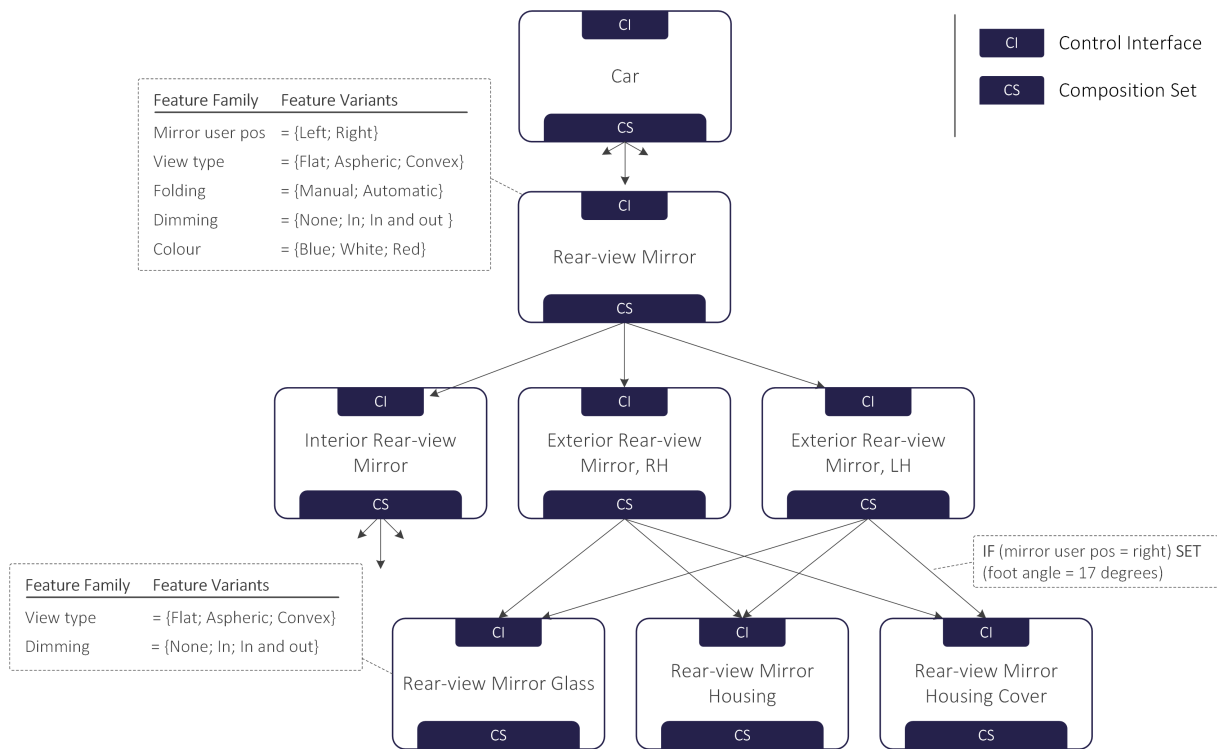 CI
Car
CS
CI Control Interface
CS Composition Set
Feature Family Feature Variants
Mirror user pos = {Left; Right}
View type = {Flat; Aspheric; Convex}
Folding = {Manual; Automatic}
Dimming = {None; In; In and out }
Colour = {Blue; White; Red}
CI
Rear-view Mirror
CS
CI
Interior Rear-view
Mirror
CS
CI
Exterior Rear-view
Mirror, RH
CS
CI
Exterior Rear-view
Mirror, LH
CS
IF (mirror user pos = right) SET
(foot angle = 17 degrees)
Feature Family Feature Variants
View type = {Flat; Aspheric; Convex}
Dimming = {None; In; In and out}
CI
Rear-view Mirror Glass
CS
CI
Rear-view Mirror
Housing
CS
CI
Rear-view Mirror
Housing Cover
CS